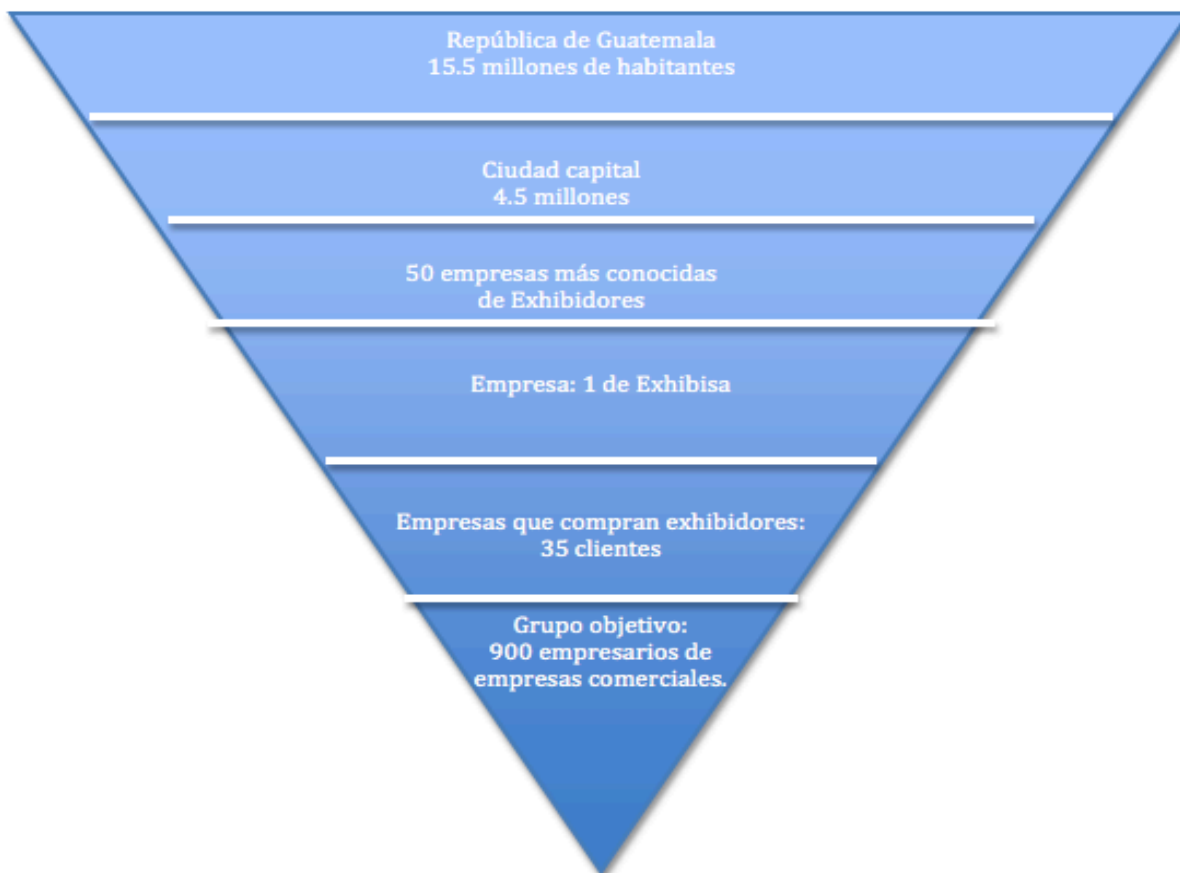 República de Guatemala
15.5 millones de habitantes
Ciudad capital
4.5 millones
50 empresas más conocidas
de Exhibidores
Empresa: 1 de Exhibisa
Empresas que compran exhibidores:
35 clientes
Grupo objetivo:
900 empresarios de
empresas comerciales.